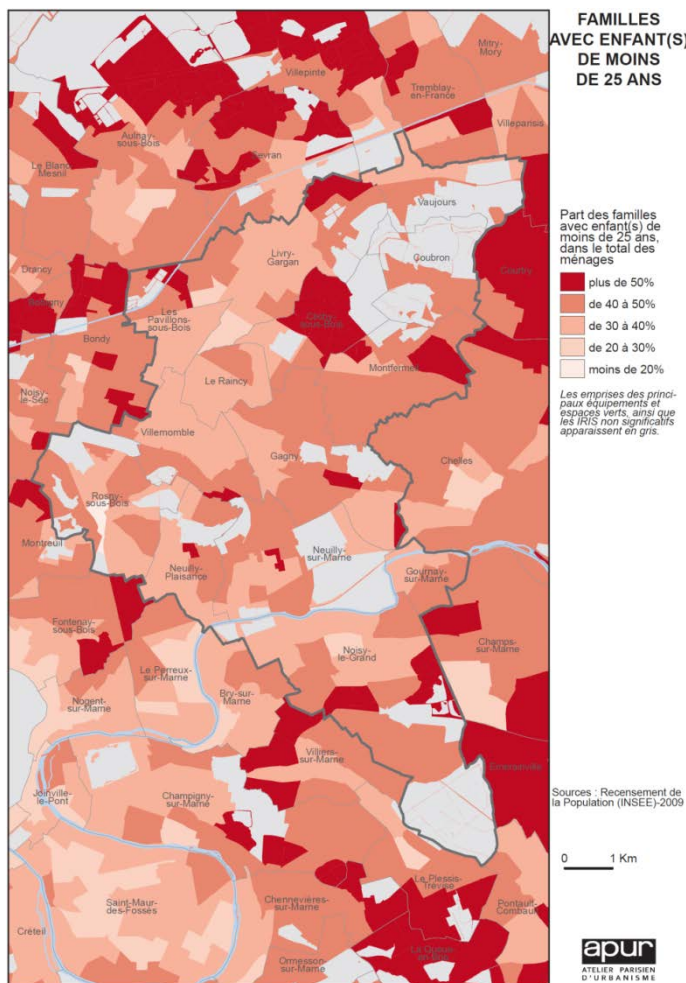 FAMILLES
AVEC ENFANT(S)
DE MOINS
DE 25 ANS
Part des familles
avec enfant(s) de
moins de 25 ans,
dans le total des
ménages
plus de 50%
de 40 à 50%
de 30 à 40%
de 20 à 30%
moins de 20%
Les emprises des princi-
paux équipements et
espaces verts, ainsi que
les IRIS non significatifs
apparaissent en gris.
Mitry-
Mory
Villepinte
Tremblay-
en-France
Villeparisis
Aulnay-
sous-Bois
Sevran
Le Blanc
Mesnil
Vaujours
Livry-
Gargan
Coubron
Courtry
Drancy
Bobigny
Les
Pavillons-
sous-Bois
Clichy-
sous-Bois
Bondy
Montfermeil
Le Raincy
Noisy-
le-Sec
Villemomble
Gagny
Chelles
Rosny-
sous-Bois
Montreuil
Neuilly-
Plaisance
Neuilly-
sur-Marne
Gournay-
sur-Marne
Fontenay-
sous-Bois
Champs-
sur-Marne
Noisy-
le-Grand
Le Perreux-
sur-Marne
Bry-sur-
Marne
Nogent-
sur-Marne
Villiers-
sur-Marne
Emerainville
Joinville-
le-Pont
Champigny-
sur-Marne
Sources : Recensement de
la Population (INSEE)-2009
0 1 Km
Le Plessis-
Trévise
Saint-Maur-
des-Fossés
Chennevières-
sur-Marne
Pontault-
Combault
Créteil
La Queue-
en-Brie
Ormesson-
sur-Marne
apur
ATELIER PARISIEN
D'URBANISME